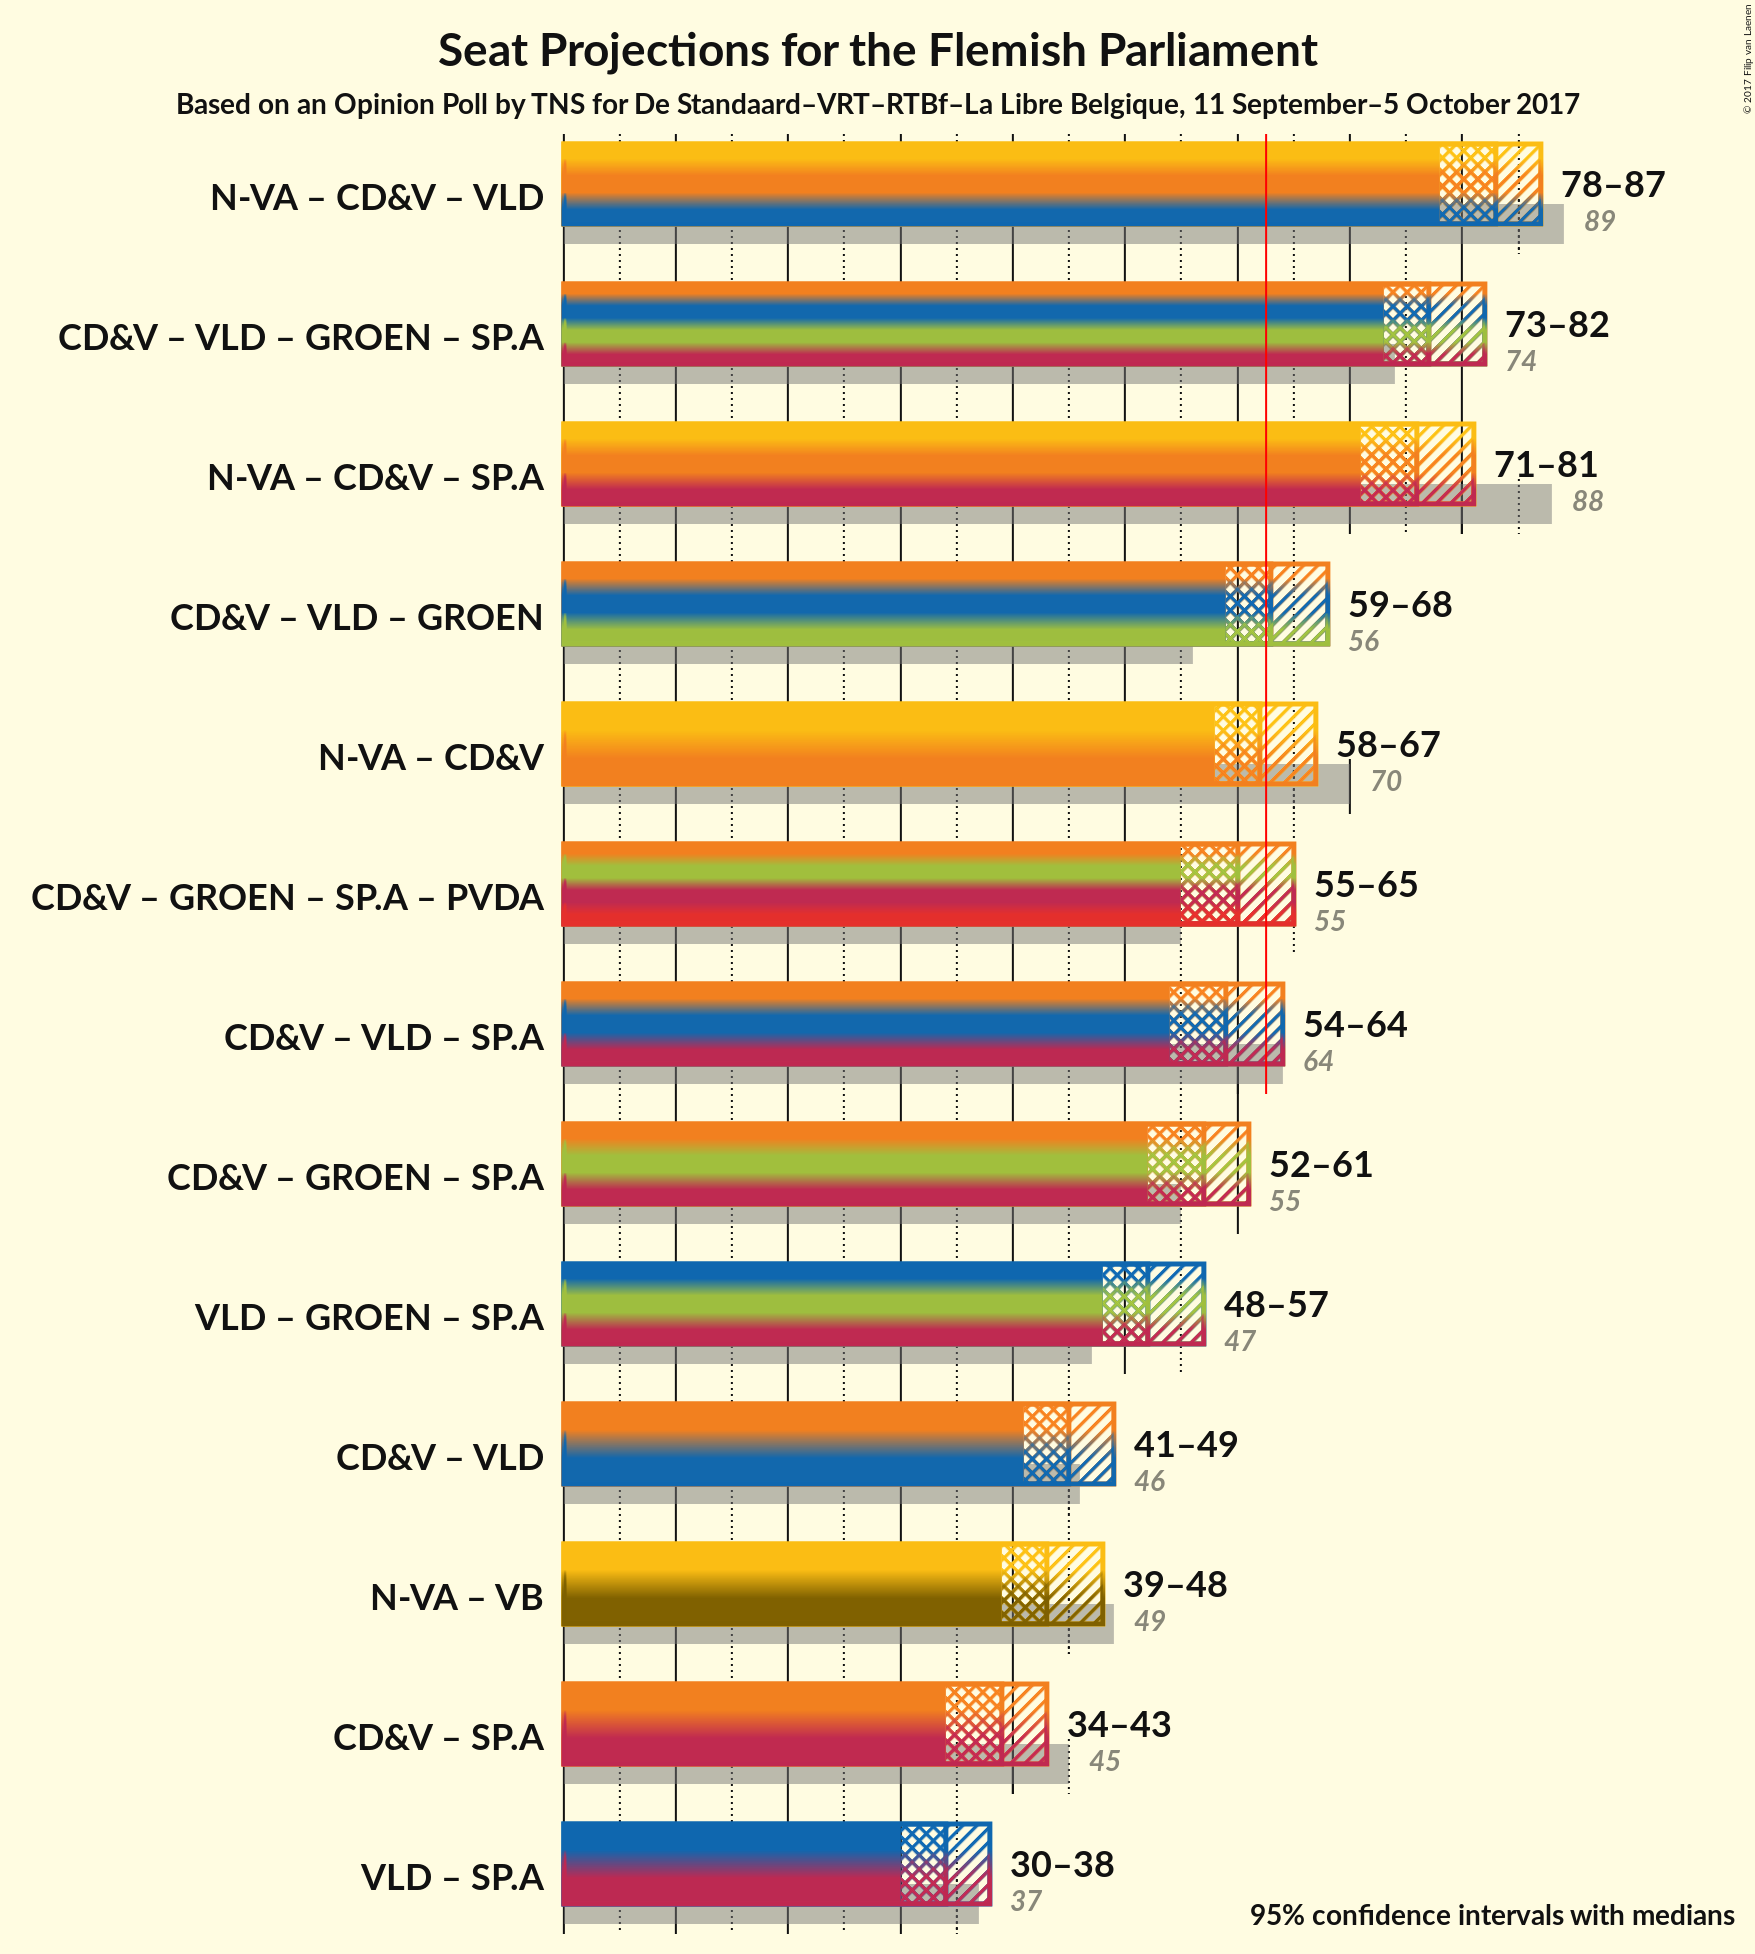 Seat Projections for the Flemish Parliament
Based on an Opinion Poll by TNS for De Standaard–VRT–RTBf–La Libre Belgique, 11 September–5 October 2017
© 2017 Filip van Laenen
N-VA – CD&V – VLD
78–87
89
CD&V – VLD – GROEN – SP.A
73–82
74
N-VA – CD&V – SP.A
71–81
88
CD&V – VLD – GROEN
59–68
56
N-VA – CD&V
58–67
70
CD&V – GROEN – SP.A – PVDA
55–65
55
CD&V – VLD – SP.A
54–64
64
CD&V – GROEN – SP.A
52–61
55
VLD – GROEN – SP.A
48–57
47
CD&V – VLD
41–49
46
N-VA – VB
39–48
49
CD&V – SP.A
34–43
45
VLD – SP.A
30–38
37
95% confidence intervals with medians